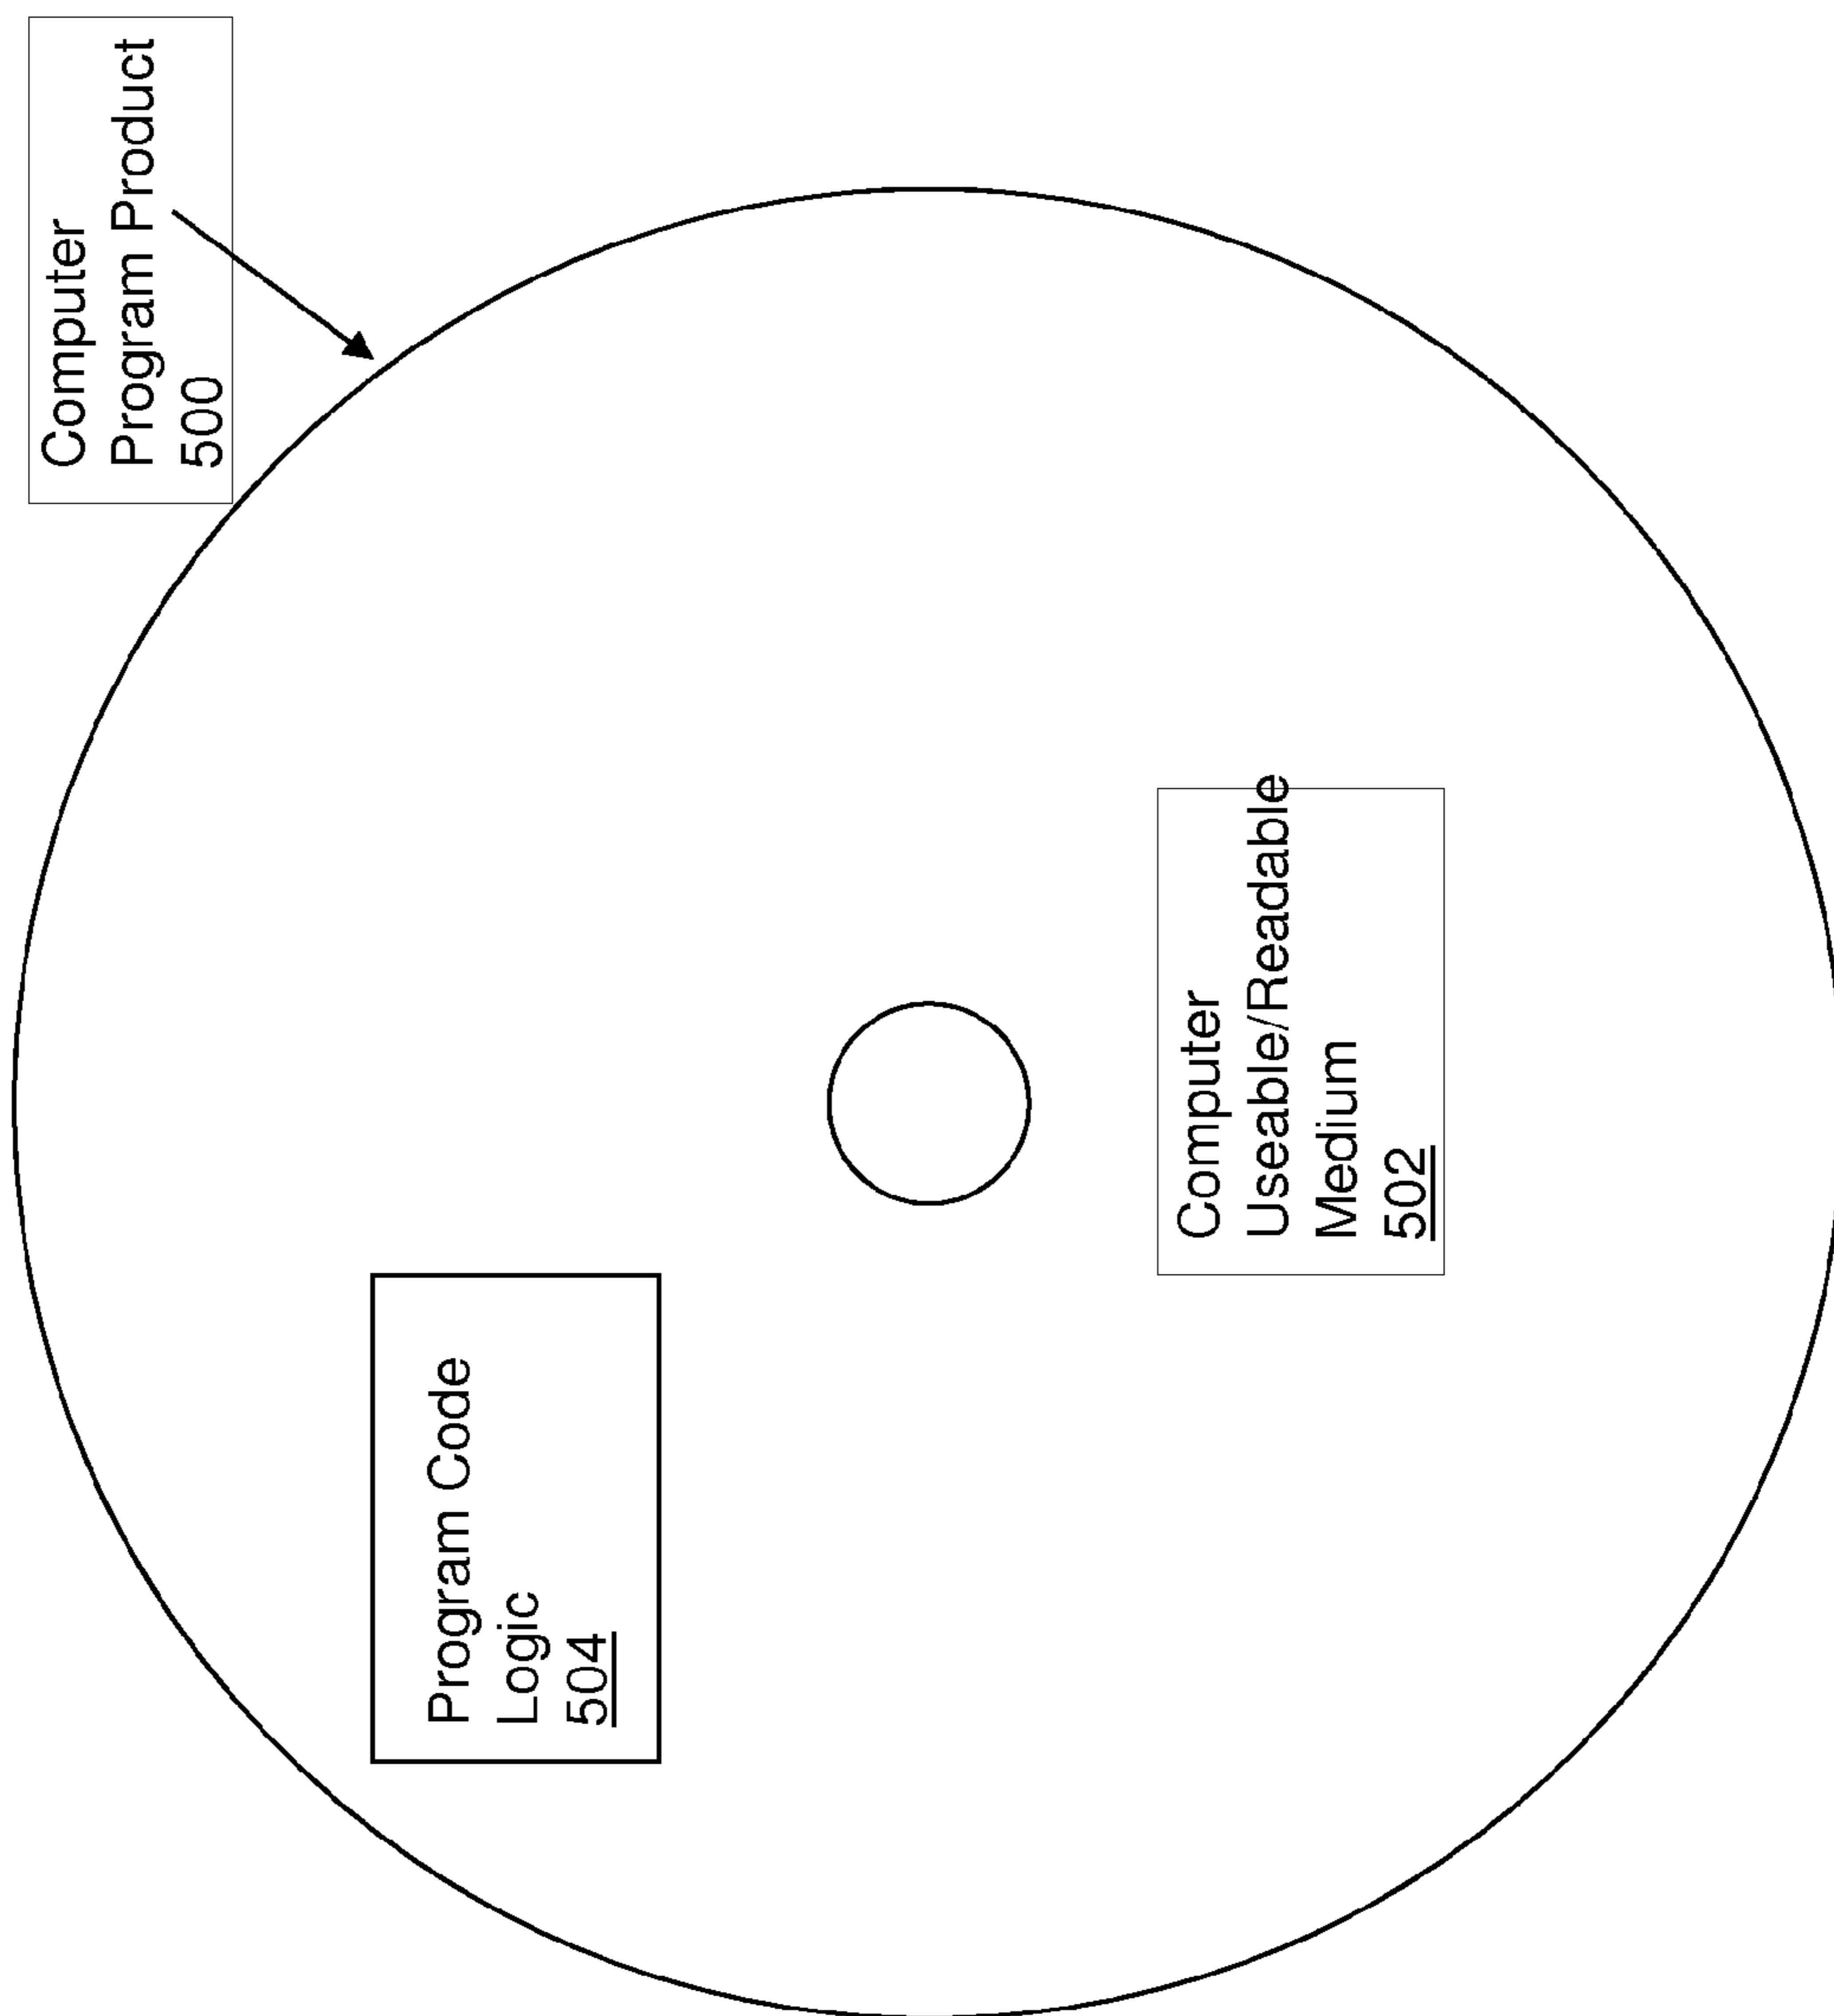 Computer
Program Product
500
Program Code
Logic
504
Computer
Useable/Readable
Medium
502